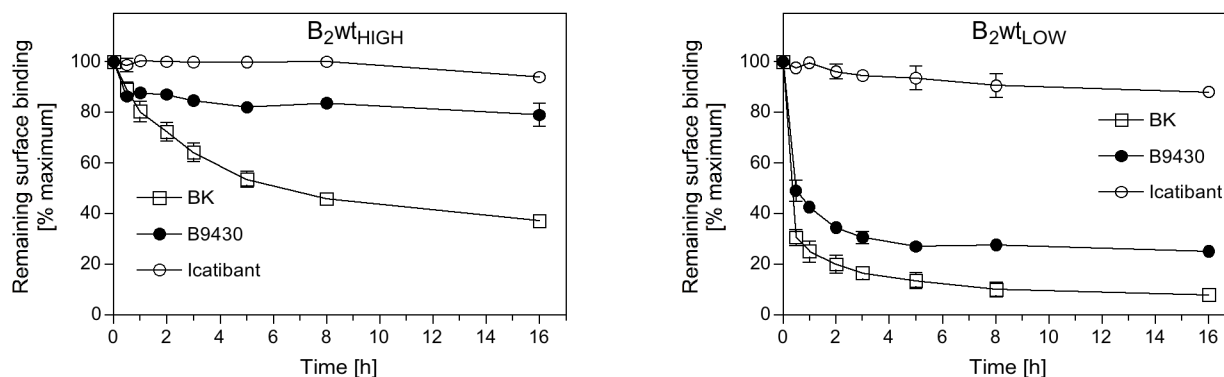 B2wtHIGH
Remaining surface binding
[% maximum]
100
80
60
40
20
0
BK
B9430
Icatibant
0 2 4 6 8 10 12 14 16
Time [h]
B2wtLOW
Remaining surface binding
[% maximum]
100
80
60
40
20
0
BK
B9430
Icatibant
0 2 4 6 8 10 12 14 16
Time [h]